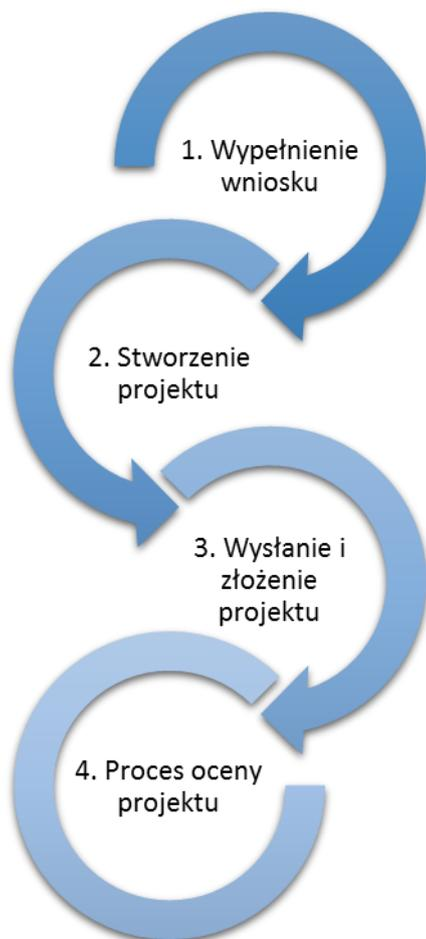 1. Wypełnienie
wniosku
2. Stworzenie
projektu
3. Wysłanie i
złożenie
projektu
4. Proces oceny
projektu